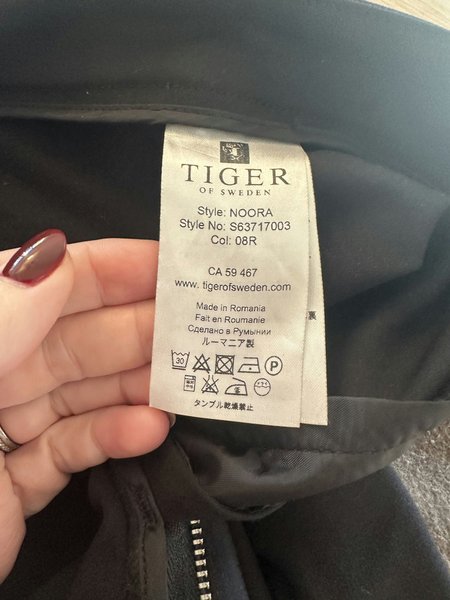 TIGER
OF SWEDEN
Style: NOORA
Style No: S63717003
Col: 08R
CA 59 467
www. tigerofsweden.com
Made in Romania
Fait en Roumanie
Сделано в Румынии
ルーマニア製
30 P
タンブル乾燥禁止
裏